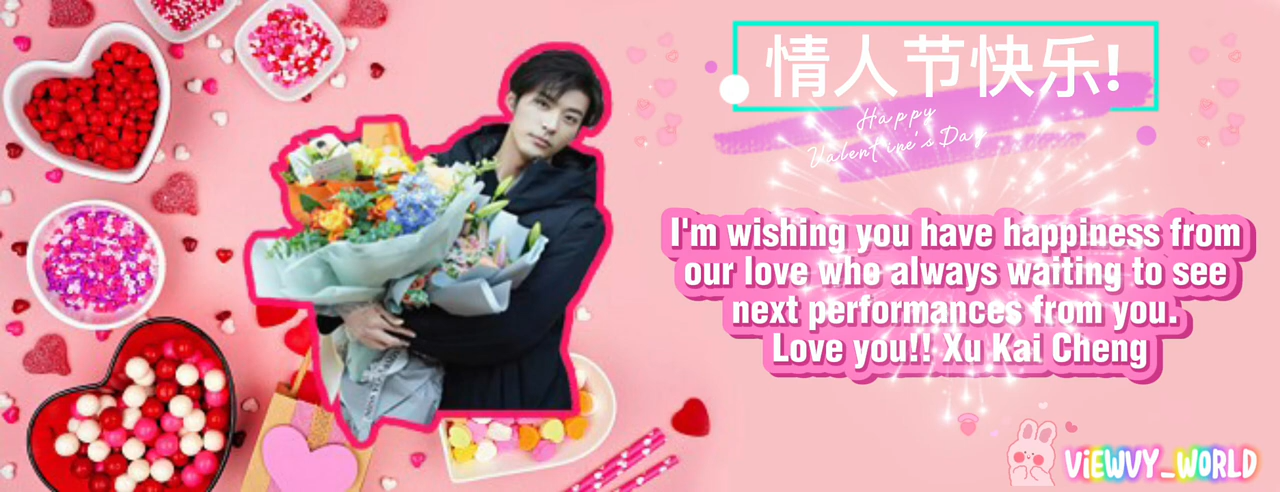 情人节快乐!
Happy
Valentine's Day
I'm wishing you have happiness from
our love who always waiting to see
next performances from you.
Love you!! Xu Kai Cheng
ViEWVY_WORLD